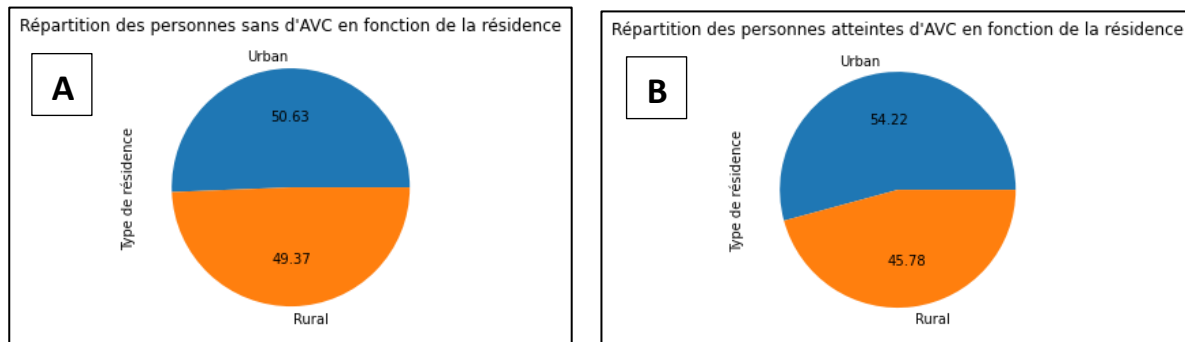 Répartition des personnes sans d'AVC en fonction de la résidence
A
Urban
50.63
Type de résidence
49.37
Rural
Répartition des personnes atteintes d'AVC en fonction de la résidence
B
Urban
54.22
Type de résidence
45.78
Rural